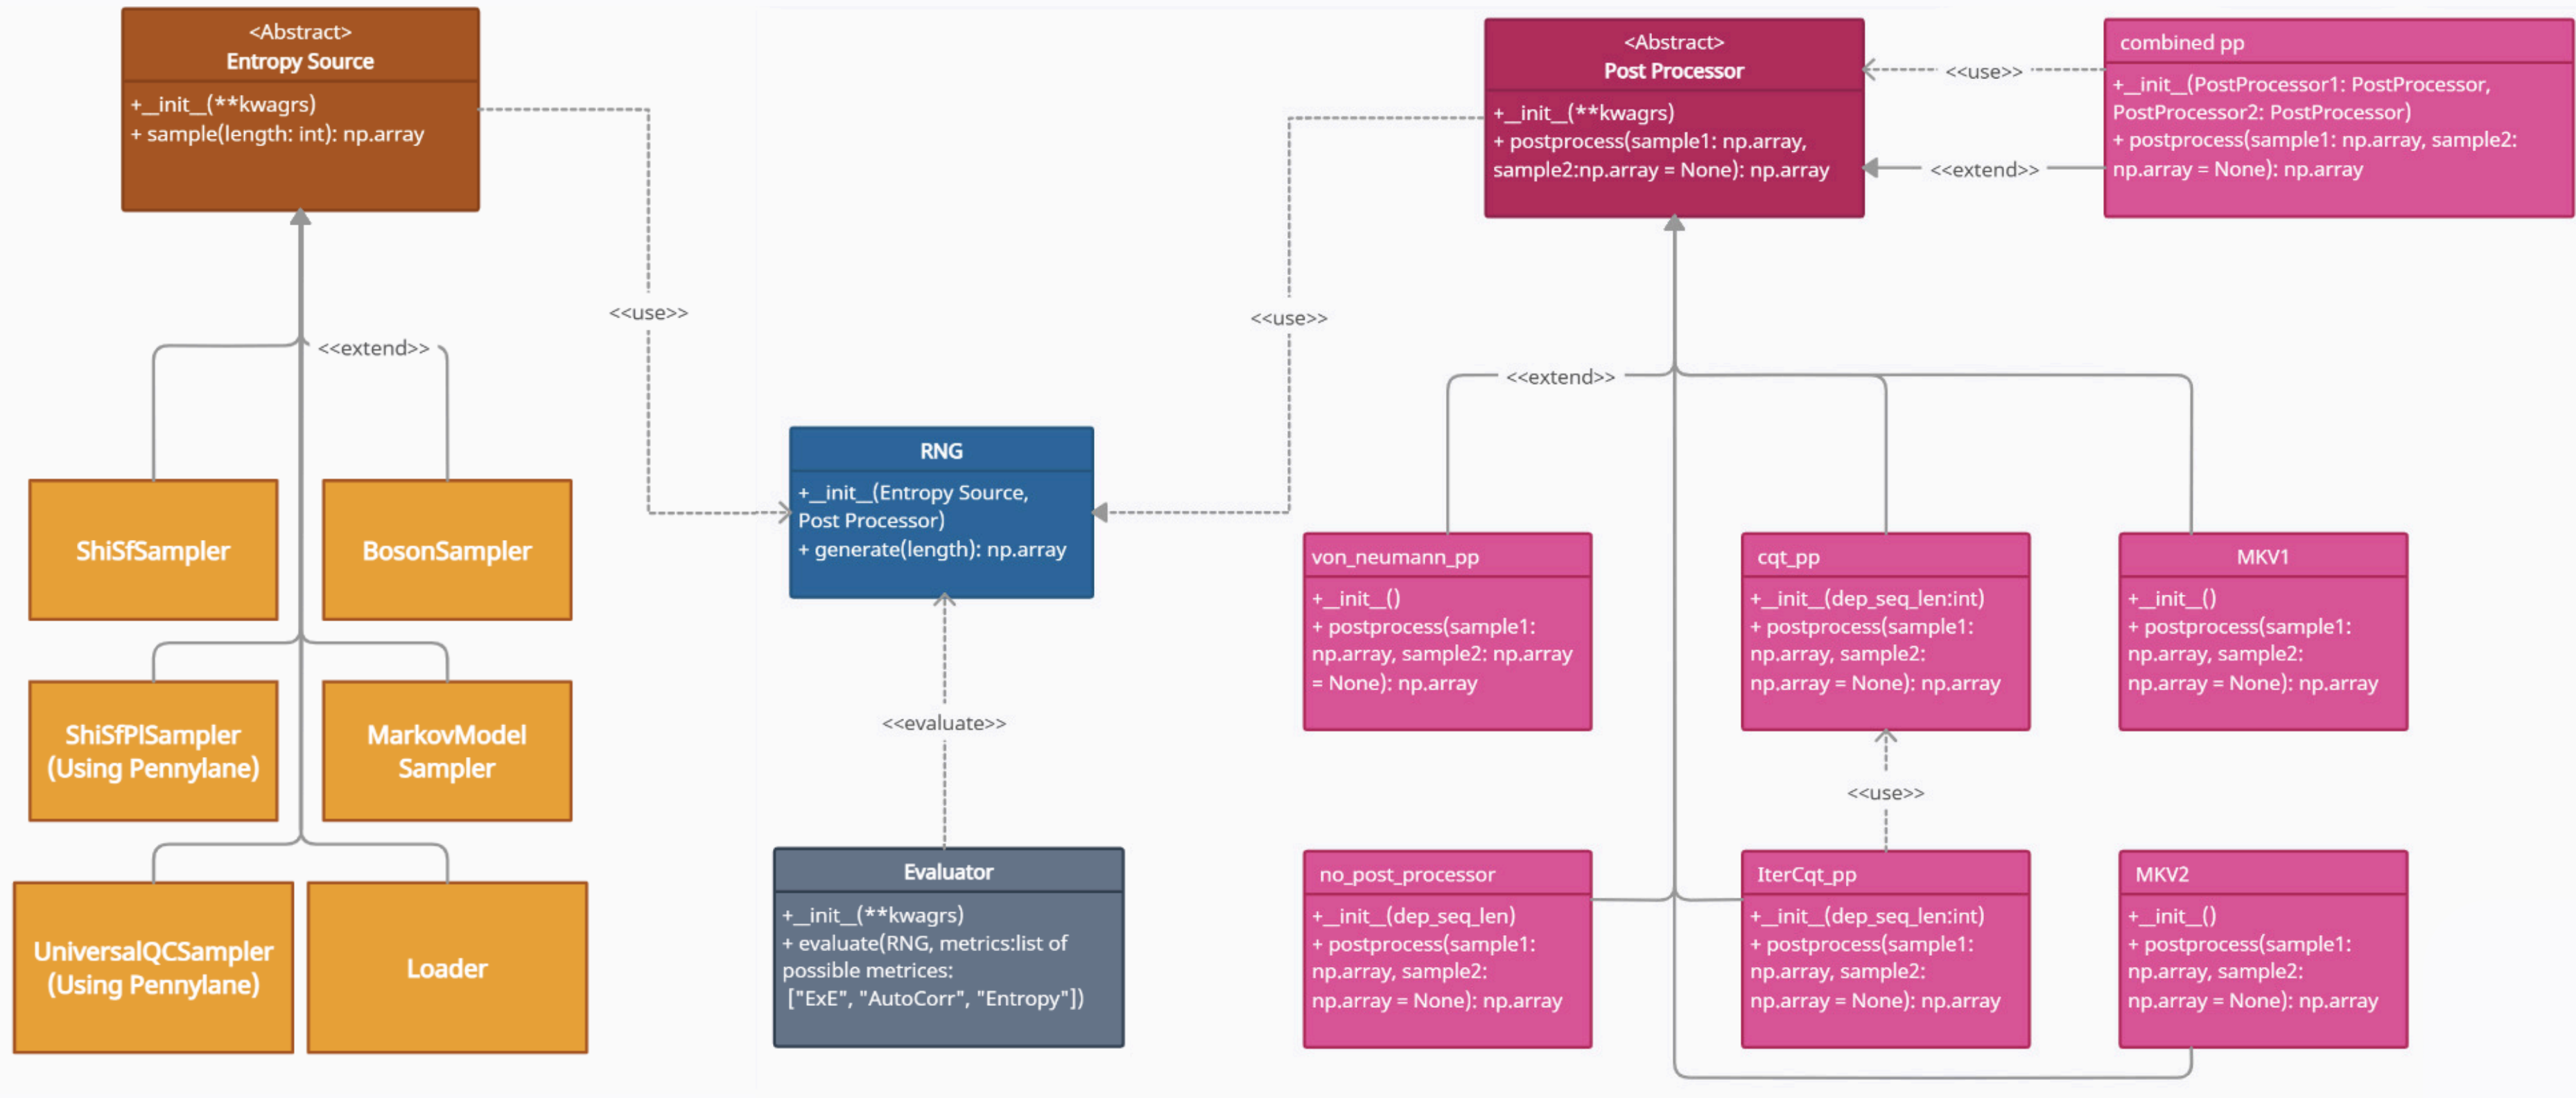 <Abstract>
Entropy Source
+__init__(**kwagrs)
+ sample(length: int): np.array
<Abstract>
Post Processor
+__init__(**kwagrs)
+ postprocess(sample1: np.array,
sample2:np.array = None): np.array
<<use>>
<<extend>>
combined pp
+__init__(PostProcessor1: PostProcessor,
PostProcessor2: PostProcessor)
+ postprocess(sample1: np.array, sample2:
np.array = None): np.array
<<use>>
<<use>>
<<extend>>
<<extend>>
ShiSfSampler
BosonSampler
ShiSfPlSampler
(Using Pennylane)
MarkovModel
Sampler
UniversalQCSampler
(Using Pennylane)
Loader
RNG
+__init__(Entropy Source,
Post Processor)
+ generate(length): np.array
<<evaluate>>
Evaluator
+__init__(**kwagrs)
+ evaluate(RNG, metrics:list of
possible metrices:
["ExE", "AutoCorr", "Entropy"])
von_neumann_pp
+__init__()
+ postprocess(sample1:
np.array, sample2: np.array
= None): np.array
cqt_pp
+__init__(dep_seq_len:int)
+ postprocess(sample1:
np.array, sample2:
np.array = None): np.array
MKV1
+__init__()
+ postprocess(sample1:
np.array, sample2:
np.array = None): np.array
<<use>>
no_post_processor
+__init__(dep_seq_len)
+ postprocess(sample1:
np.array, sample2:
np.array = None): np.array
IterCqt_pp
+__init__(dep_seq_len:int)
+ postprocess(sample1:
np.array, sample2:
np.array = None): np.array
MKV2
+__init__()
+ postprocess(sample1:
np.array, sample2:
np.array = None): np.array